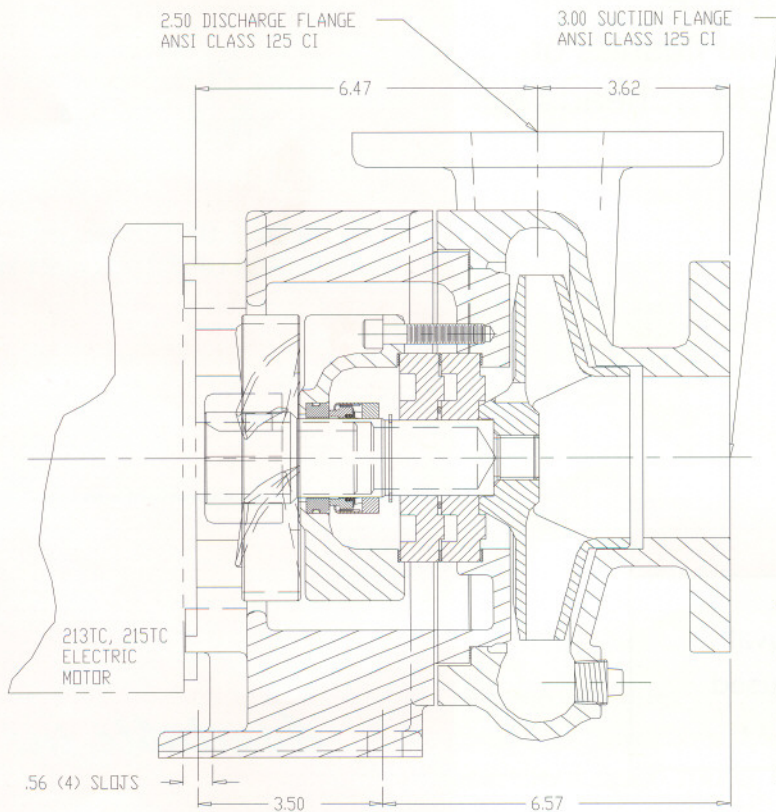 2.50 DISCHARGE FLANGE
ANSI CLASS 125 CI
3.00 SUCTION FLANGE
ANSI CLASS 125 CI
6.47
3.62
213TC, 215TC
ELECTRIC
MOTOR
.56 (4) SLOTS
3.50
6.57